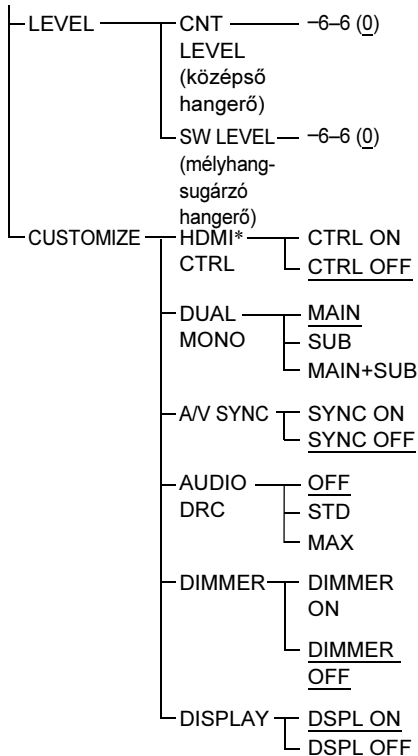 LEVEL CNT –6–6 (0)
LEVEL
(középső
hangerő)
SW LEVEL –6–6 (0)
(mélyhang-
sugárzó
hangerő)
CUSTOMIZE HDMI* CTRL ON
CTRL CTRL OFF
DUAL MAIN
MONO SUB
MAIN+SUB
A/V SYNC SYNC ON
SYNC OFF
AUDIO OFF
DRC STD
MAX
DIMMER DIMMER
ON
DIMMER
OFF
DISPLAY DSPL ON
DSPL OFF